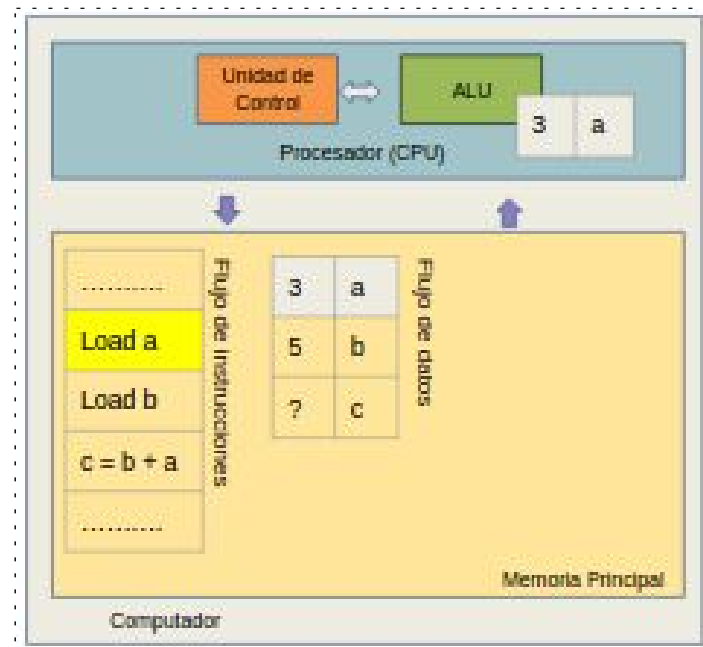 Unidad de
Control
ALU
3 a
Procesador (CPU)
............
Load a
Load b
c = b + a
............
Flujo de instrucciones
3 a
5 b
? c
Flujo de datos
Memoria Principal
Computador